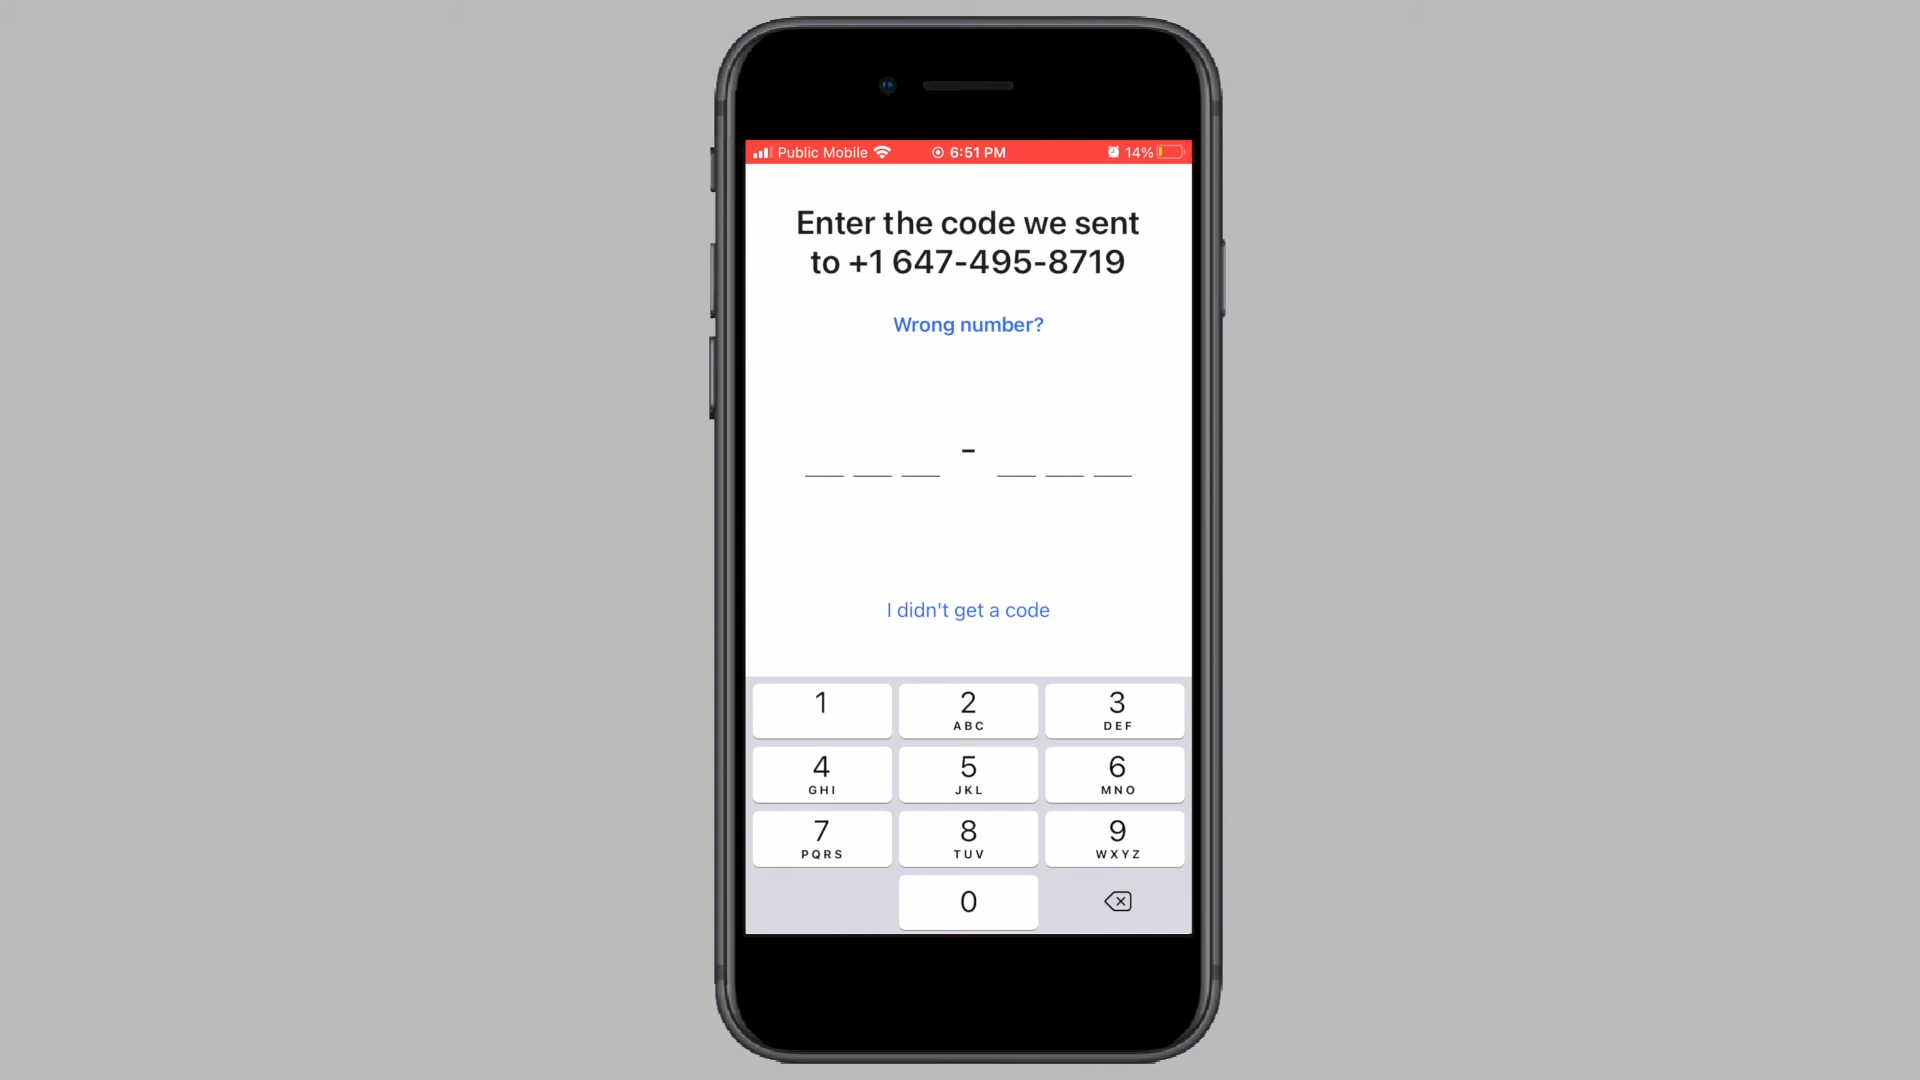 Public Mobile 6:51 PM 14%
Enter the code we sent
to +1 647-495-8719
Wrong number?
-
I didn't get a code
1 2 3
ABC DEF
4 5 6
GHI JKL MNO
7 8 9
PQRS TUV WXYZ
0